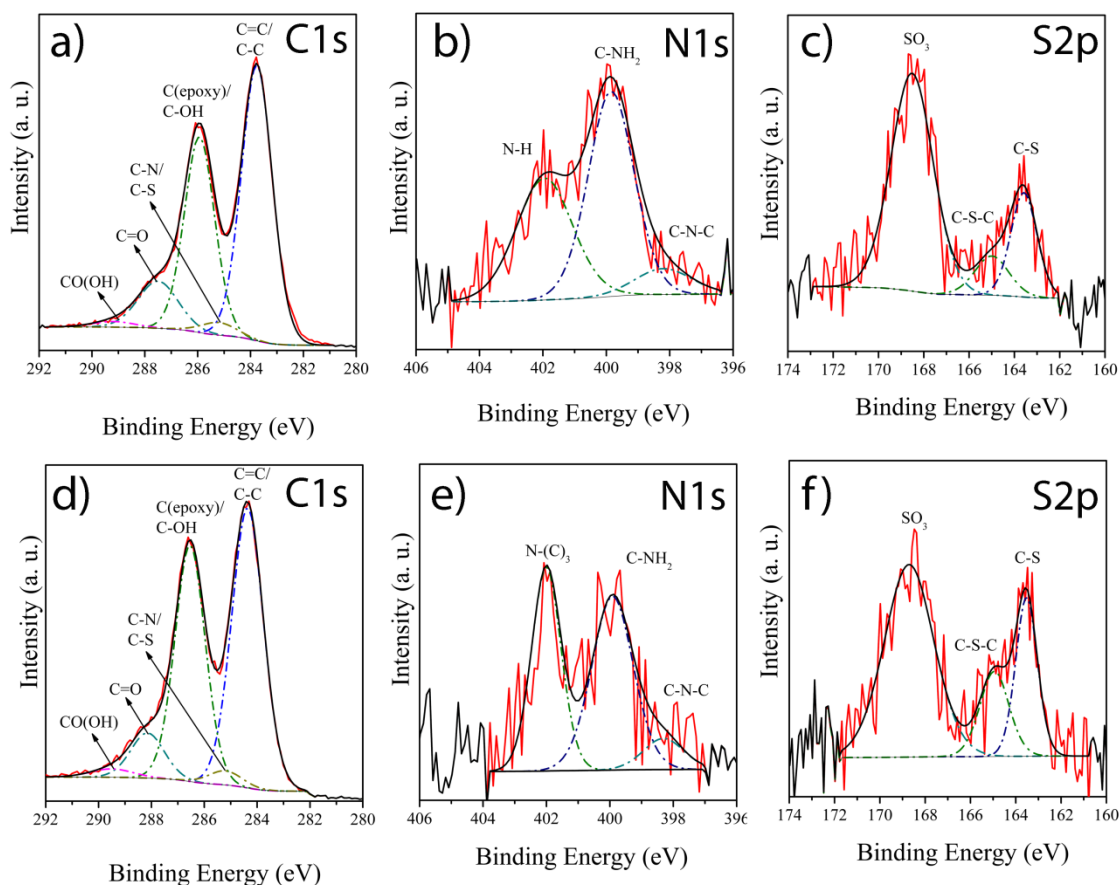 a)
C1s
C=C/
C-C
C(epoxy)/
C-OH
C-N/
C-S
C=O
CO(OH)
Intensity (a. u.)
292 290 288 286 284 282 280
Binding Energy (eV)
b)
N1s
C-NH₂
N-H
C-N-C
Intensity (a. u.)
406 404 402 400 398 396
Binding Energy (eV)
c)
S2p
SO₃
C-S
C-S-C
Intensity (a. u.)
174 172 170 168 166 164 162 160
Binding Energy (eV)
d)
C1s
C=C/
C-C
C(epoxy)/
C-OH
C-N/
C-S
C=O
CO(OH)
Intensity (a. u.)
292 290 288 286 284 282 280
Binding Energy (eV)
e)
N1s
N-(C)₃
C-NH₂
C-N-C
Intensity (a. u.)
406 404 402 400 398 396
Binding Energy (eV)
f)
S2p
SO₃
C-S
C-S-C
Intensity (a. u.)
174 172 170 168 166 164 162 160
Binding Energy (eV)